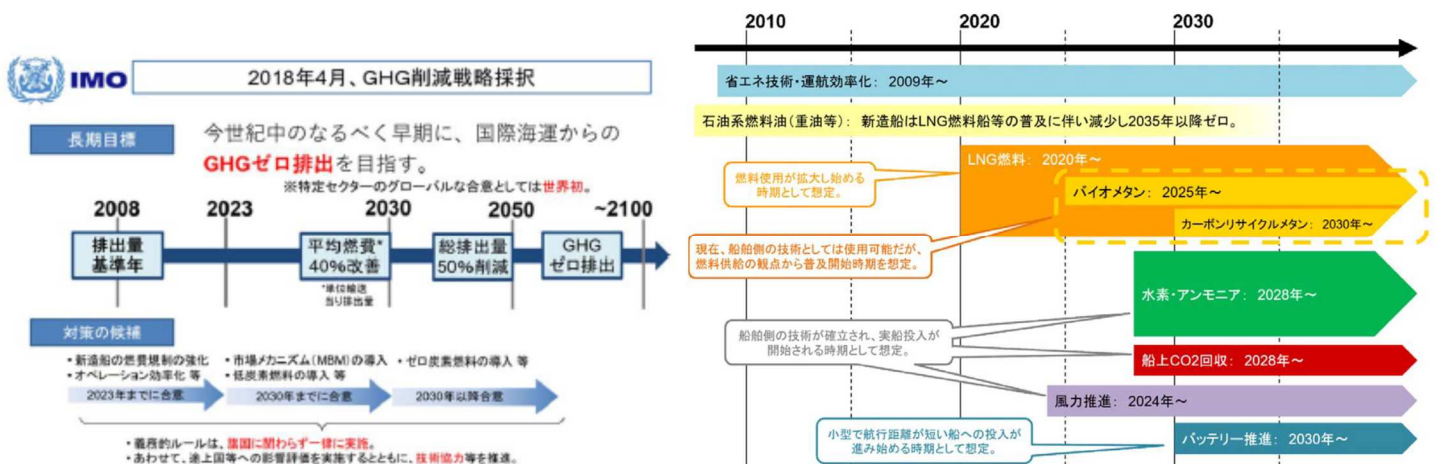 IMO
2018年4月、GHG削減戦略採択
長期目標
今世紀中のなるべく早期に、国際海運からの
GHGゼロ排出を目指す。
※特定セクターのグローバルな合意としては世界初。
2008
2023
2030
2050
~2100
排出量
基準年
平均燃費*
40%改善
*単位輸送
当り排出量
総排出量
50%削減
GHG
ゼロ排出
対策の候補
・新造船の燃費規制の強化
・オペレーション効率化 等
・市場メカニズム(MBM)の導入
・低炭素燃料の導入 等
・ゼロ炭素燃料の導入 等
2023年までに合意
2030年までに合意
2030年以降合意
・義務的ルールは、旗国に関わらず一律に実施。
・あわせて、途上国等への影響評価を実施するとともに、技術協力等を推進。
2010
2020
2030
省エネ技術・運航効率化: 2009年～
石油系燃料油(重油等): 新造船はLNG燃料船等の普及に伴い減少し2035年以降ゼロ。
LNG燃料: 2020年～
燃料使用が拡大し始める
時期として想定。
バイオメタン: 2025年～
カーボンリサイクルメタン: 2030年～
現在、船舶側の技術としては使用可能だが、
燃料供給の観点から普及開始時期を想定。
水素・アンモニア: 2028年～
船舶側の技術が確立され、実船投入が
開始される時期として想定。
船上CO2回収: 2028年～
風力推進: 2024年～
小型で航行距離が短い船への投入が
進み始める時期として想定。
バッテリー推進: 2030年～